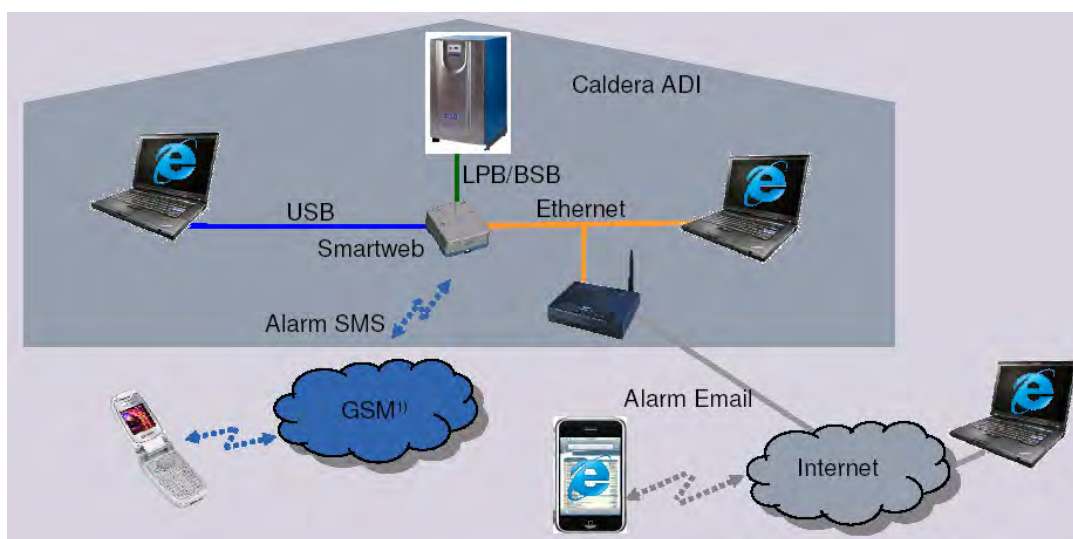 Caldera ADI
LPB/BSB
USB
Ethernet
Smartweb
Alarm SMS
GSM¹⁾
Alarm Email
Internet